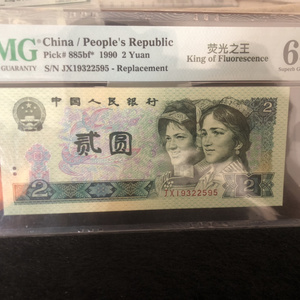 MG China / People's Republic 荧光之王
GUARANTY Pick# 885bf* 1990 2 Yuan King of Fluorescence
S/N JX19322595 - Replacement
中国人民银行
2
贰圆
JX19322595
2
2